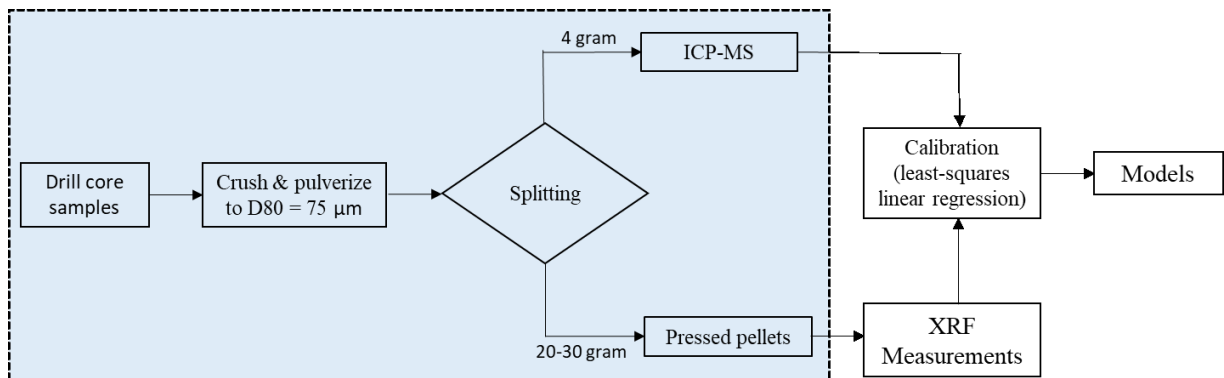 4 gram
ICP-MS
Drill core
samples
Crush & pulverize
to D80 = 75 µm
Splitting
Calibration
(least-squares
linear regression)
Models
20-30 gram
Pressed pellets
XRF
Measurements